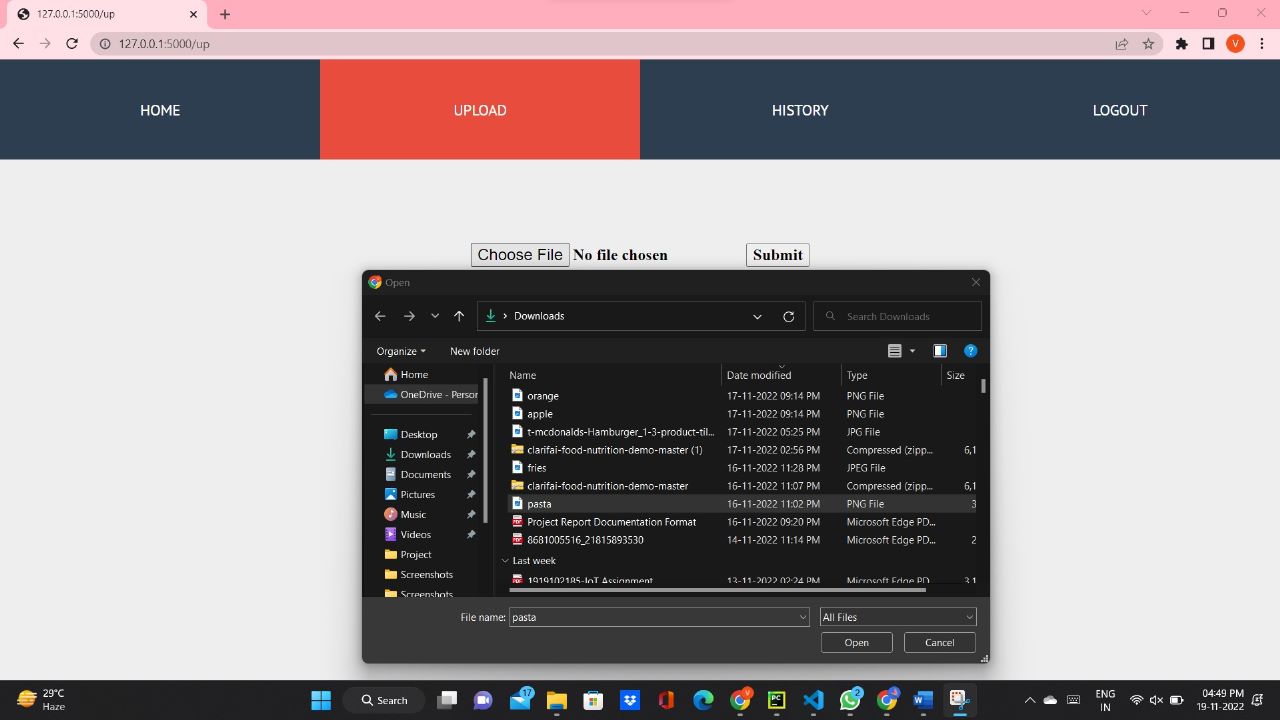 127.0.0.1:5000/up
127.0.0.1:5000/up
V
HOME UPLOAD HISTORY LOGOUT
Choose File No file chosen Submit
Open
Downloads Search Downloads
Organize New folder
Home
OneDrive - Person
Desktop
Downloads
Documents
Pictures
Music
Videos
Project
Screenshots
Screenshots
Name Date modified Type Size
orange 17-11-2022 09:14 PM PNG File
apple 17-11-2022 09:14 PM PNG File
t-mcdonalds-Hamburger_1-3-product-til... 17-11-2022 05:25 PM JPG File
clarifai-food-nutrition-demo-master (1) 17-11-2022 02:56 PM Compressed (zipp... 6,1
fries 16-11-2022 11:28 PM JPEG File
clarifai-food-nutrition-demo-master 16-11-2022 11:07 PM Compressed (zipp... 6,1
pasta 16-11-2022 11:02 PM PNG File 3
Project Report Documentation Format 16-11-2022 09:20 PM Microsoft Edge PD...
8681005516_21815893530 14-11-2022 11:14 PM Microsoft Edge PD... 2
Last week
1919102185-IoT Assignment 13-11-2022 02:24 PM Microsoft Edge PD 3,1
File name: pasta All Files
Open Cancel
29°C
Haze
Search
17
2
ENG
IN
04:49 PM
19-11-2022